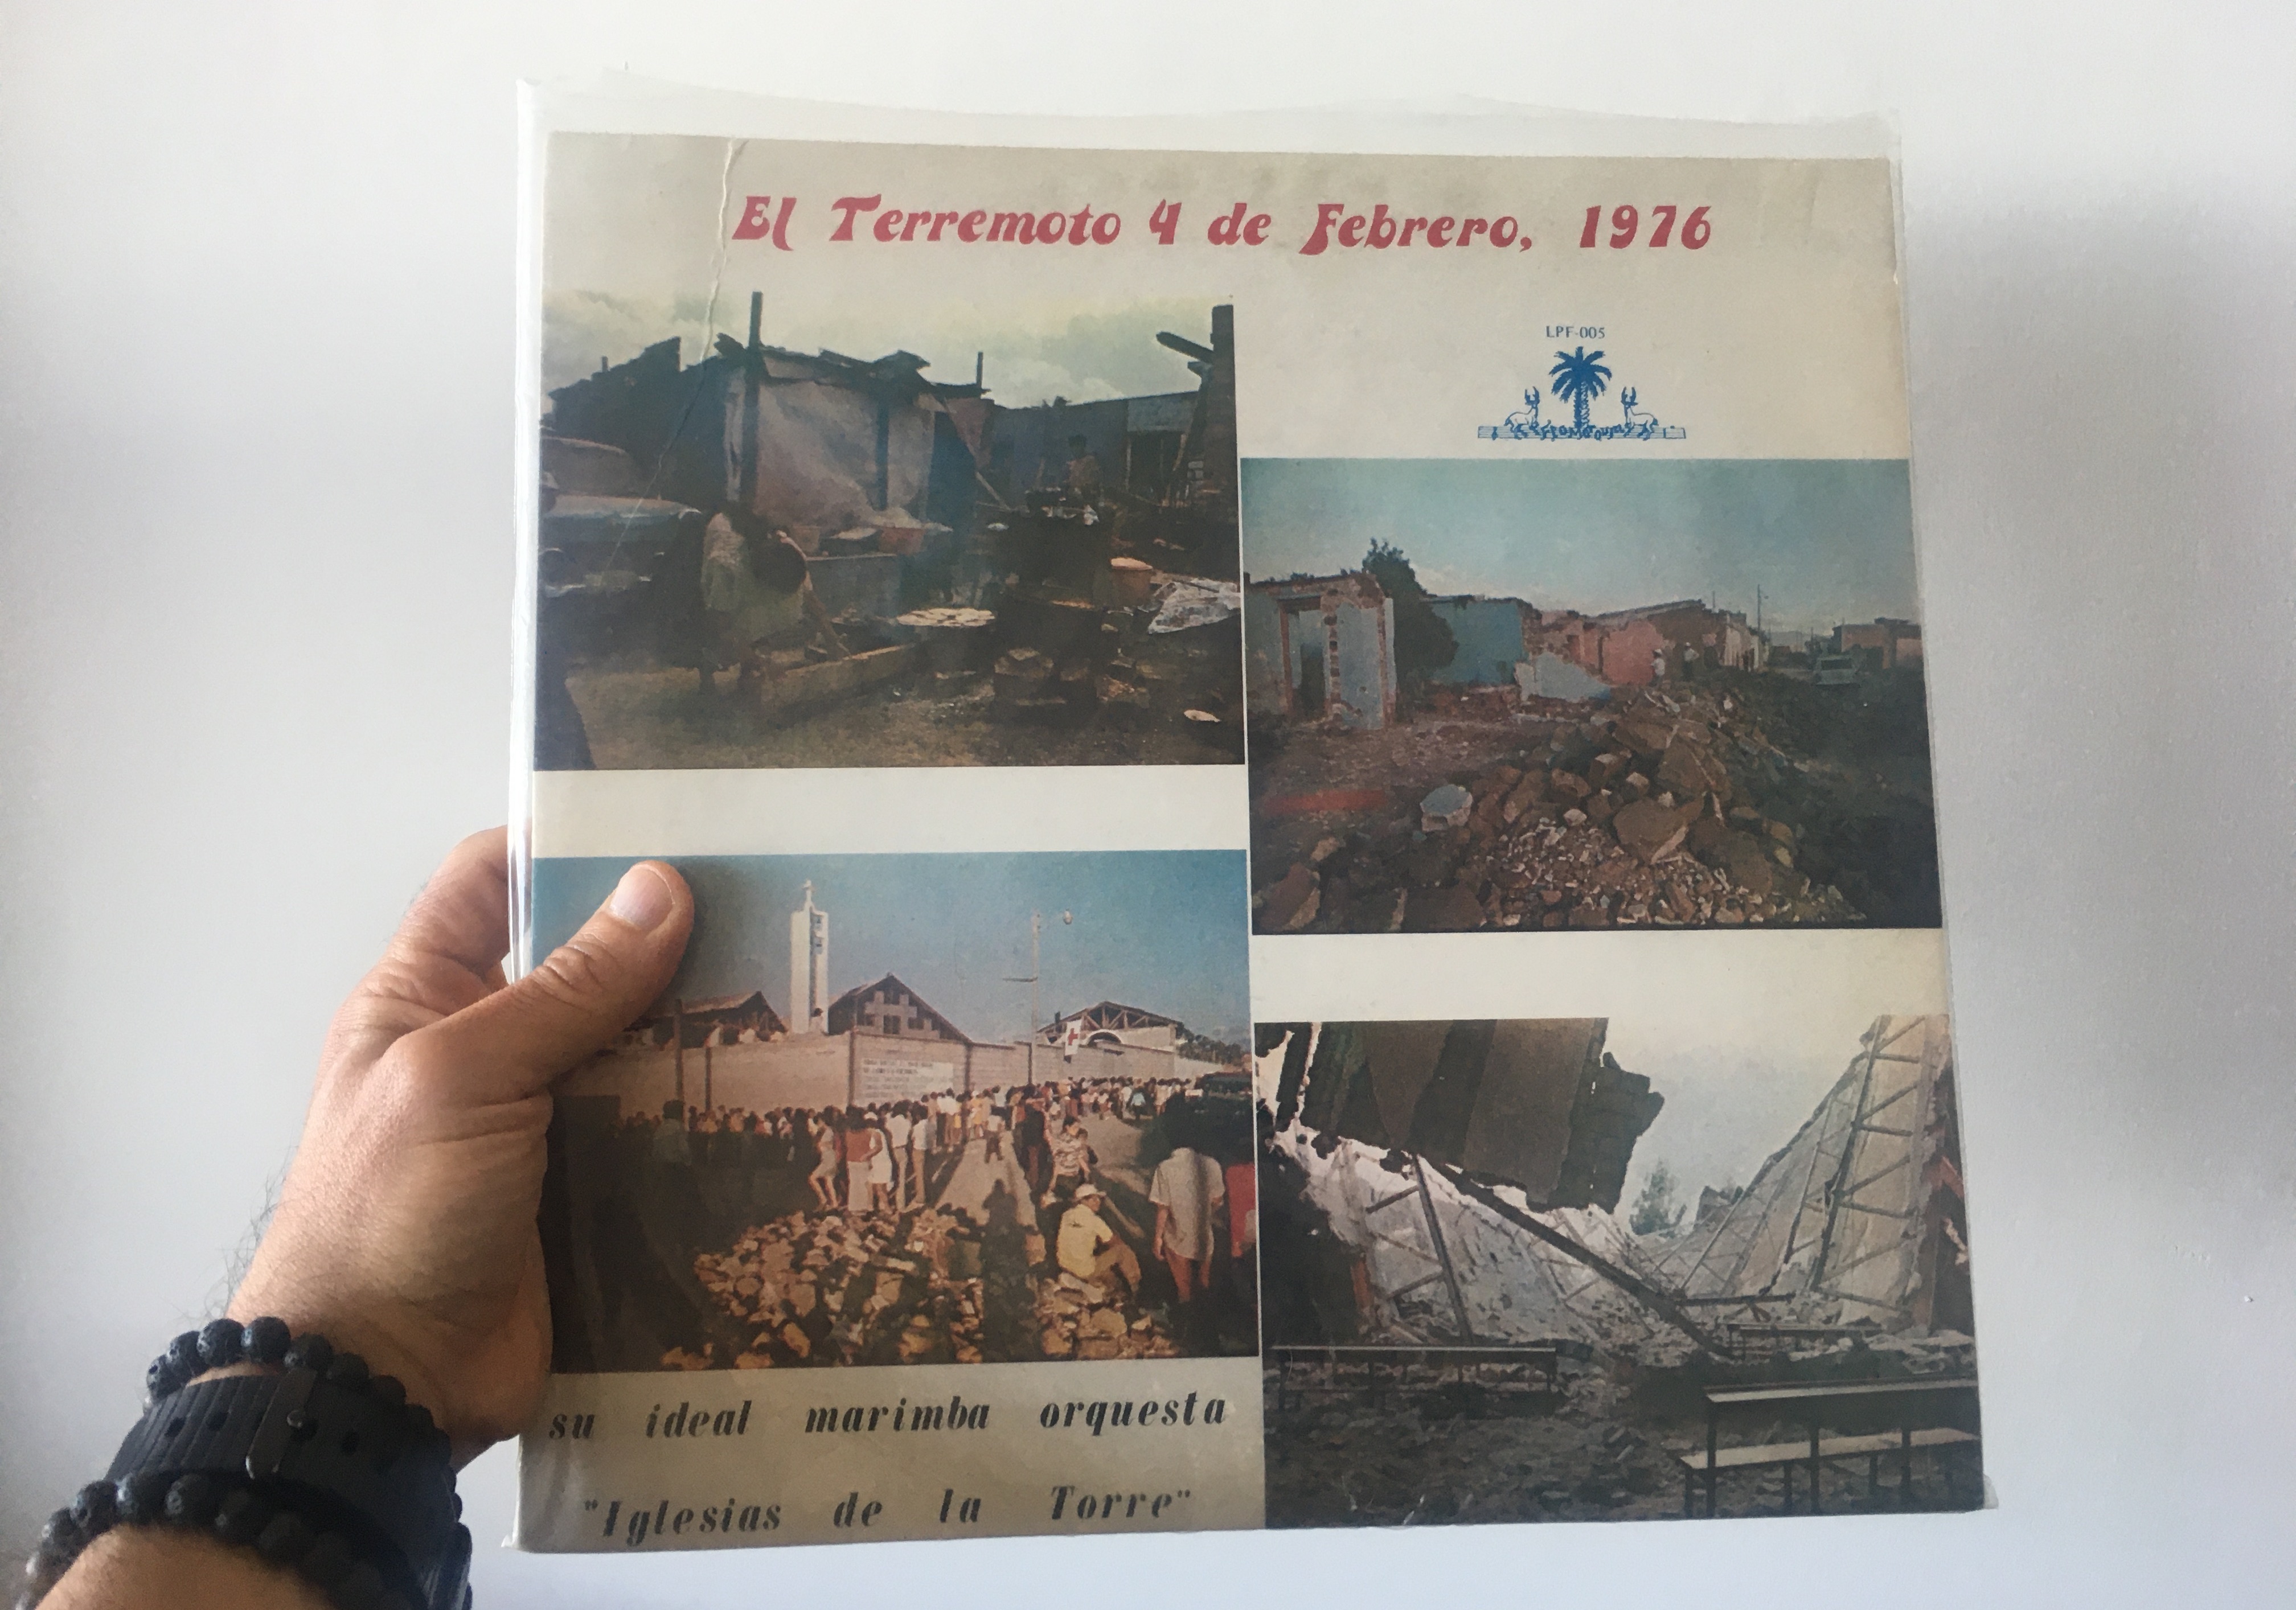 El Terremoto 4 de Febrero, 1976
LPF-005
su ideal marimba orquesta
"Iglesias de la Torre"